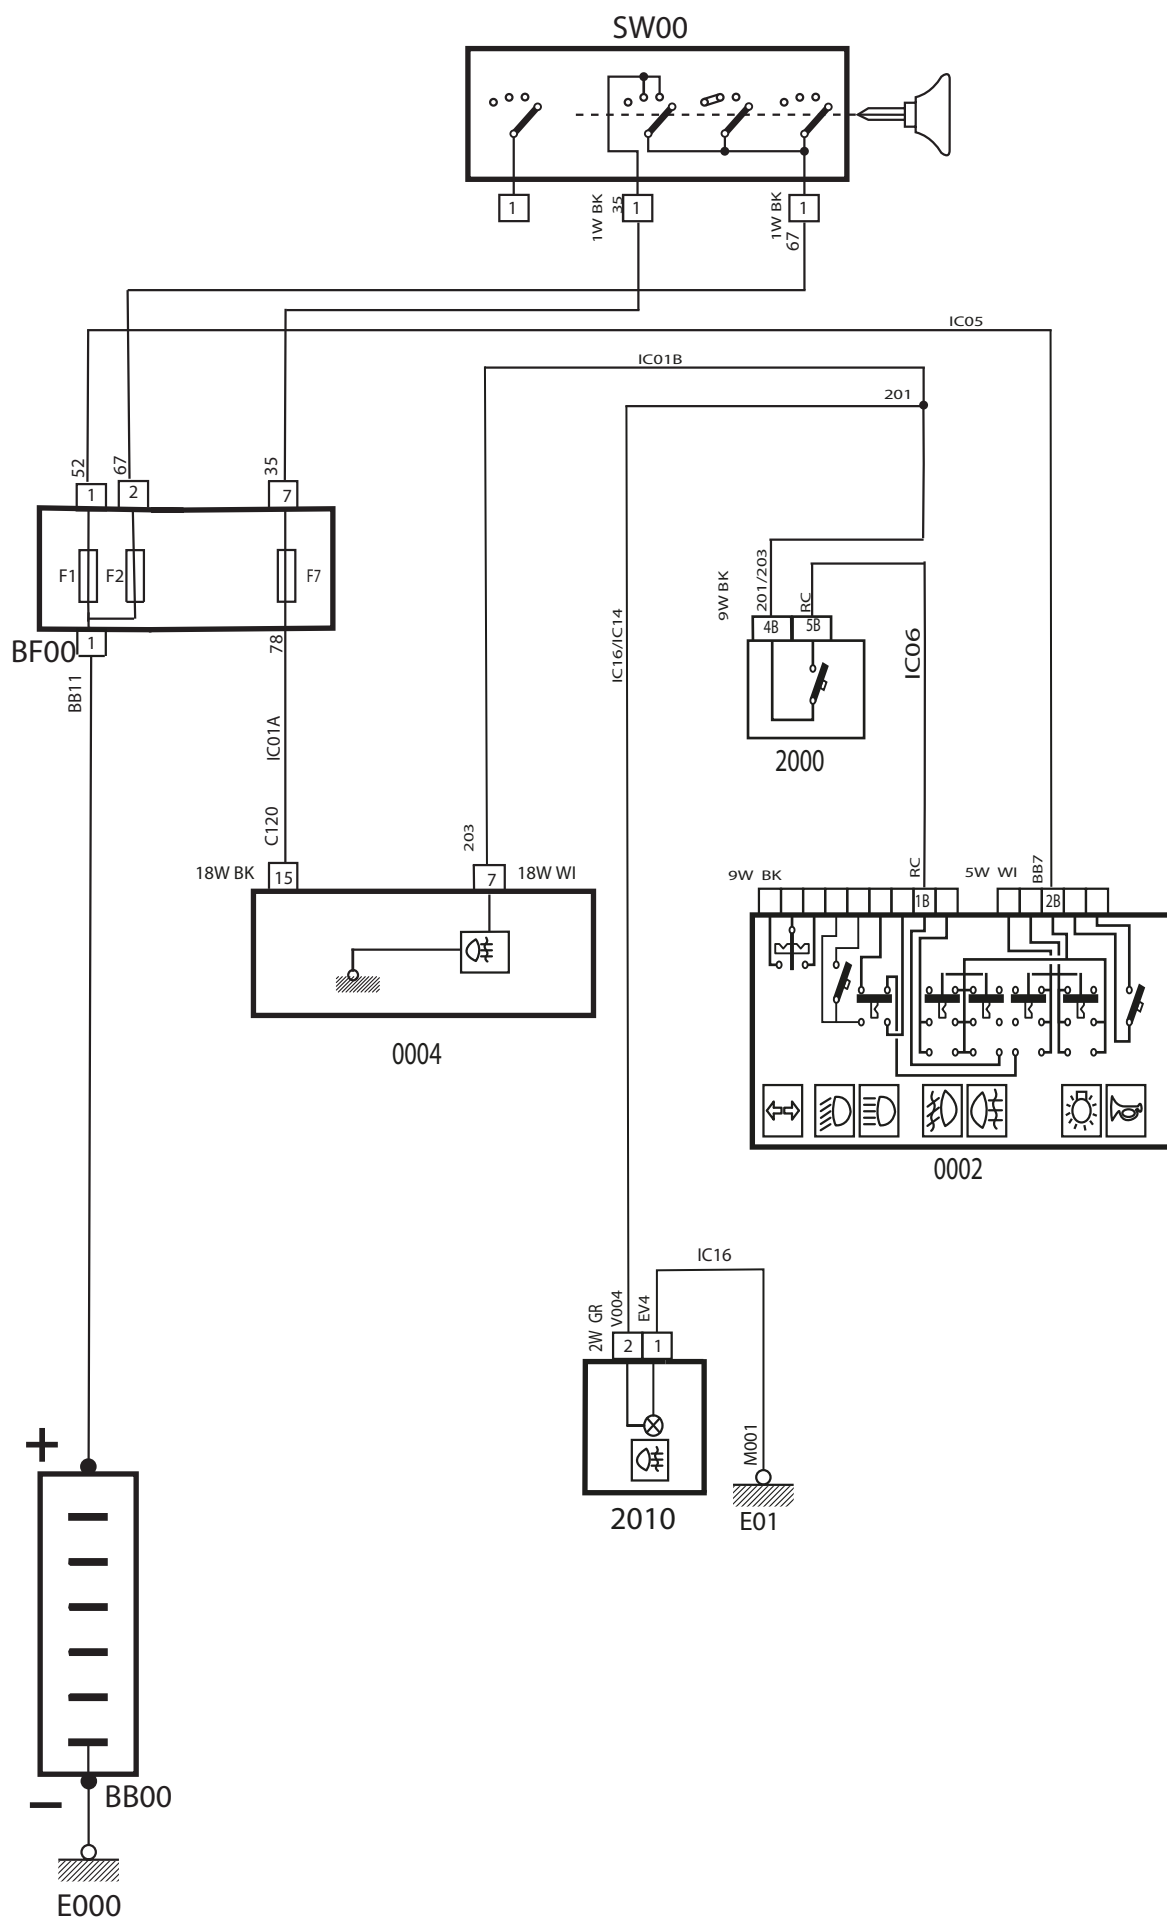 SW00
1
1W BK
35
1
1W BK
67
1
IC05
IC01B
201
52
67
35
1
2
7
F1
F2
F7
BF00
1
78
BB11
IC01A
C120
IC16/IC14
9W BK
201/203
RC
4B
5B
2000
IC06
203
18W BK
15
7
18W WI
0004
RC
BB7
9W BK
5W WI
1B
2B
0002
IC16
2W GR
V004
EV4
2
1
M001
2010
E01
+
BB00
−
E000